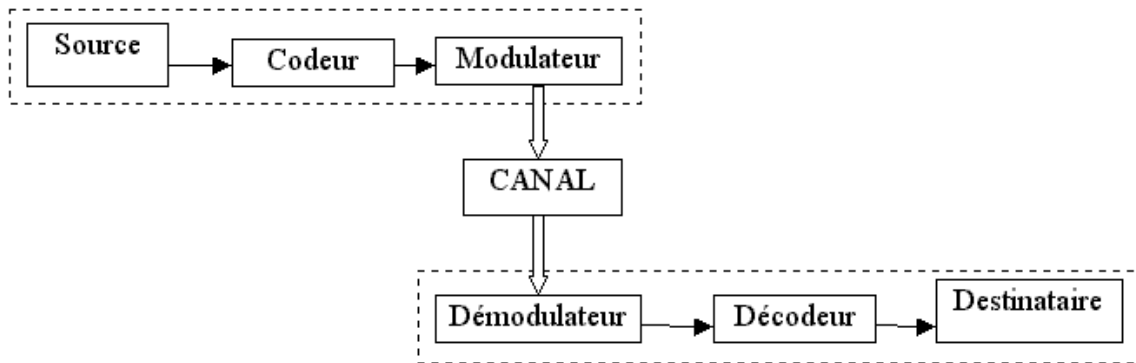 Source
Codeur
Modulateur
CANAL
Démodulateur
Décodeur
Destinataire